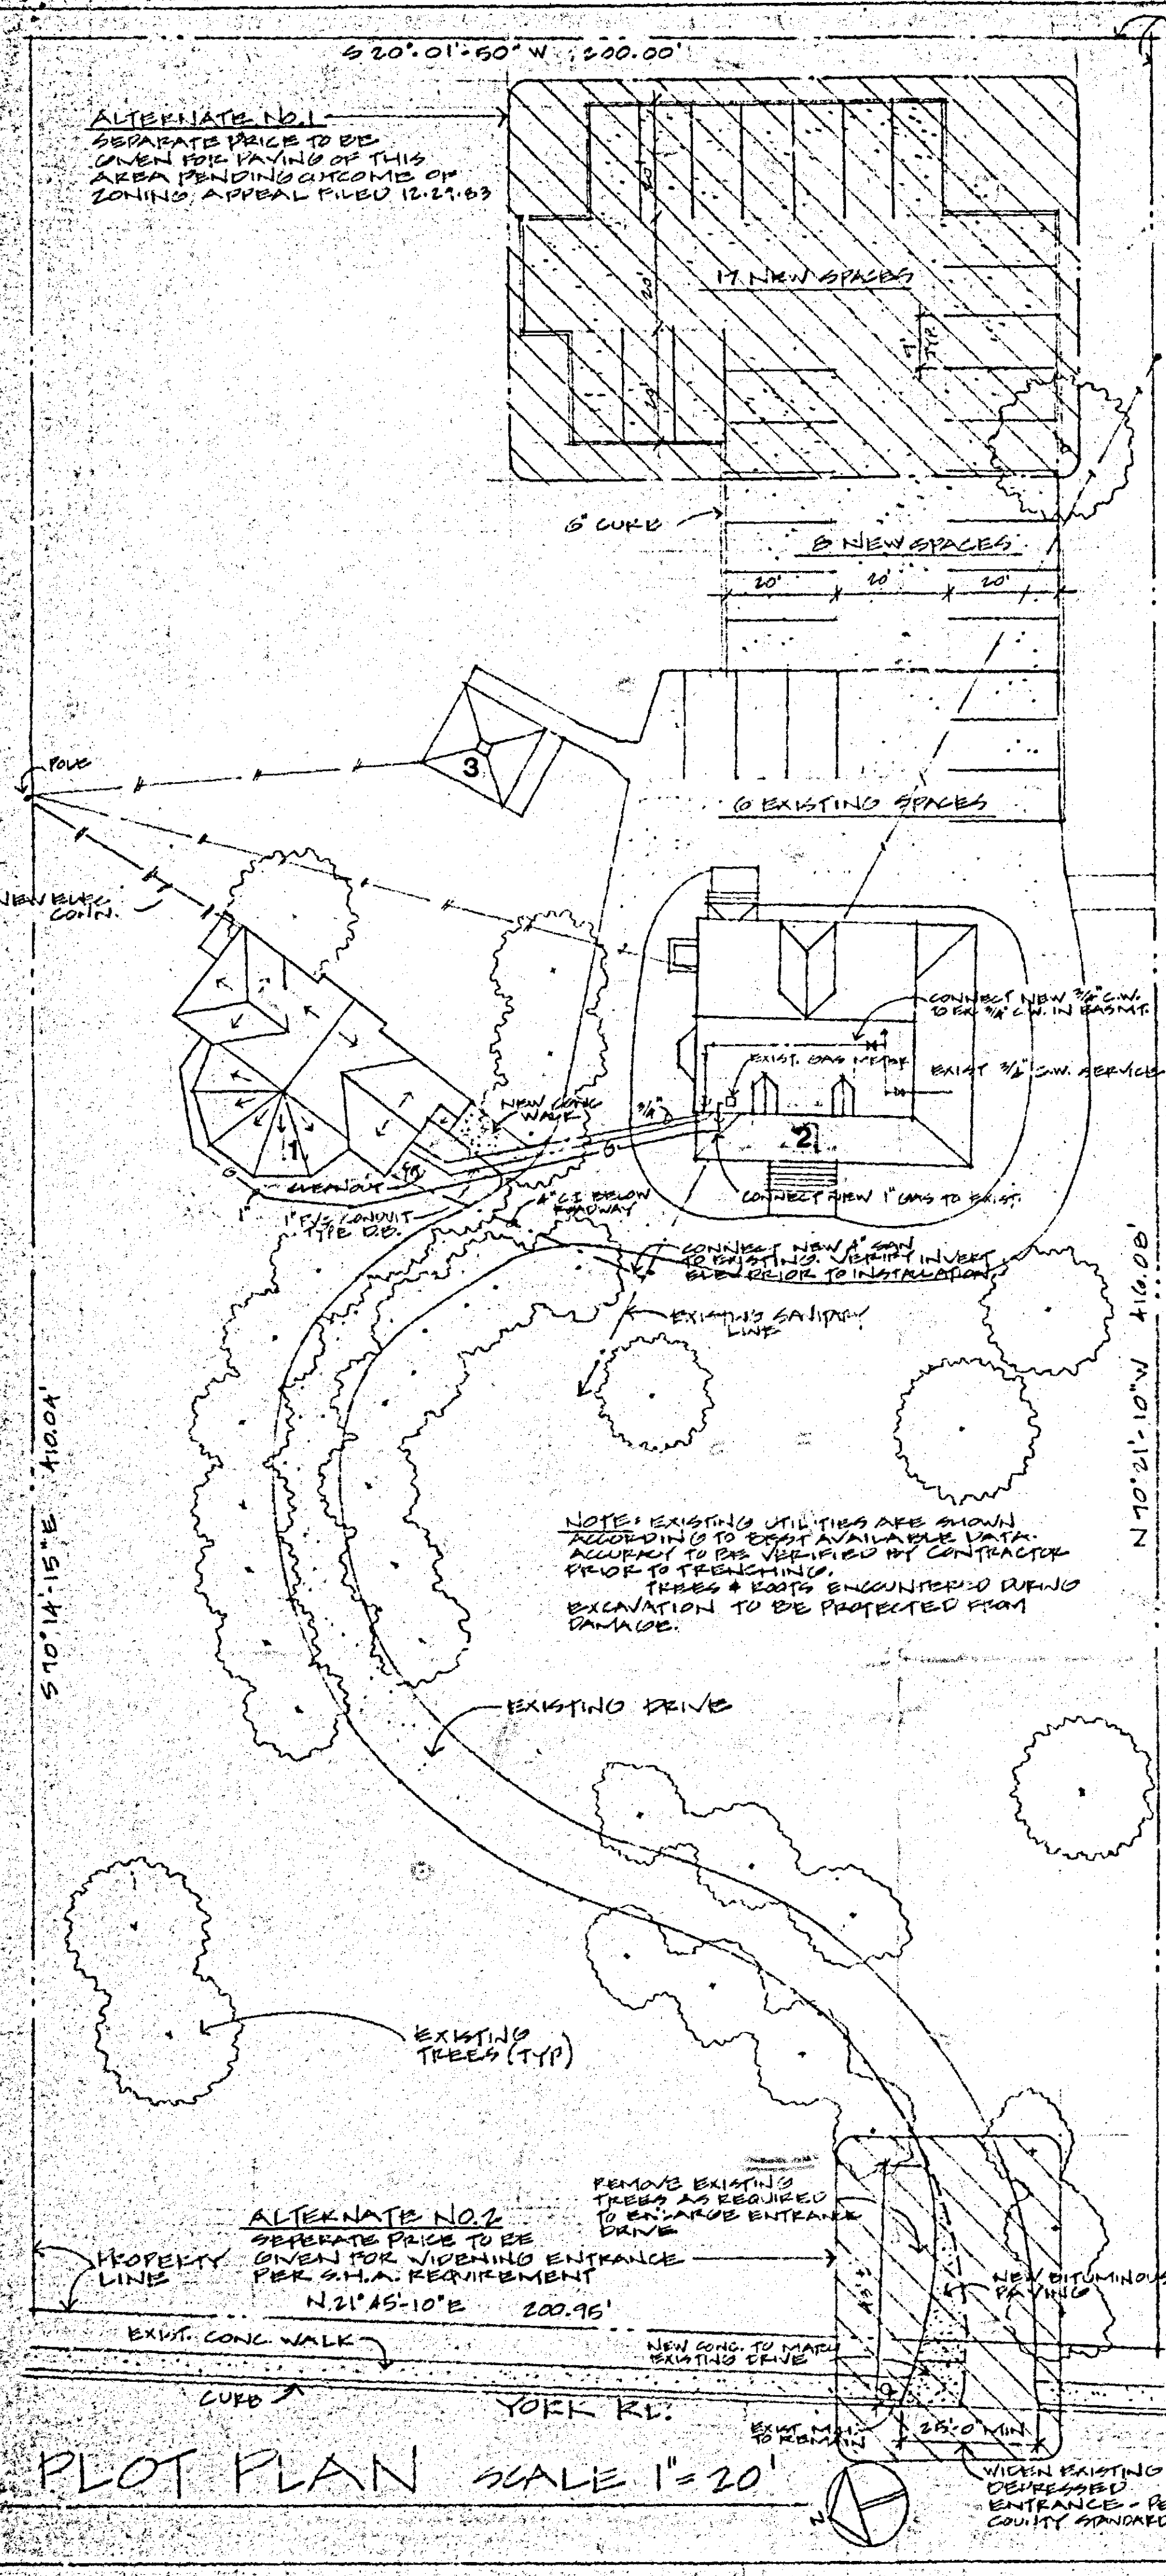 S 20°-01'-50" W 200.00'
ALTERNATE NO.1
SEPARATE PRICE TO BE
GIVEN FOR PAVING OF THIS
AREA PENDING OUTCOME OF
ZONING APPEAL FILED 12.29.83
20'
17 NEW SPACES
20'
9'
TYP
20'
6" CURB
8 NEW SPACES
20' 20' 20'
POLE
3
6 EXISTING SPACES
NEW ELEC.
CONN.
CONNECT NEW 3/4" C.W.
TO EX. 3/4" C.W. IN BASMT.
EXIST. GAS METER
EXIST 3/4" C.W. SERVICE
NEW CONC
WALK
3/4"
1
2
G
G
CLEANOUT
1"
1" PVC CONDUIT
TYPE D.B.
4" C.I. BELOW
ROADWAY
CONNECT NEW 1" GAS TO EXIST.
CONNECT NEW 4" SAN
TO EXISTING. VERIFY INVERT
ELEV PRIOR TO INSTALLATION
EXISTING SANITARY
LINE
S 70°-14'-15" E 410.04'
N 70°-21'-10" W 416.00'
NOTE: EXISTING UTILITIES ARE SHOWN
ACCORDING TO BEST AVAILABLE DATA.
ACCURACY TO BE VERIFIED BY CONTRACTOR
PRIOR TO TRENCHING.
TREES & ROOTS ENCOUNTERED DURING
EXCAVATION TO BE PROTECTED FROM
DAMAGE.
EXISTING DRIVE
EXISTING
TREES (TYP)
REMOVE EXISTING
TREES AS REQUIRED
TO ENLARGE ENTRANCE
DRIVE
ALTERNATE NO.2
SEPERATE PRICE TO BE
GIVEN FOR WIDENING ENTRANCE
PER S.H.A. REQUIREMENT
PROPERTY
LINE
NEW BITUMINOUS
PAVING
N.21°45'-10"E 200.95'
EXIST. CONC. WALK
NEW CONC. TO MATCH
EXISTING DRIVE
CURB
YORK RD.
EXIST. M.H.
TO REMAIN
25'-0" MIN
PLOT PLAN SCALE 1"=20'
N
WIDEN EXISTING
DEPRESSED
ENTRANCE - PE
COUNTY STANDARD